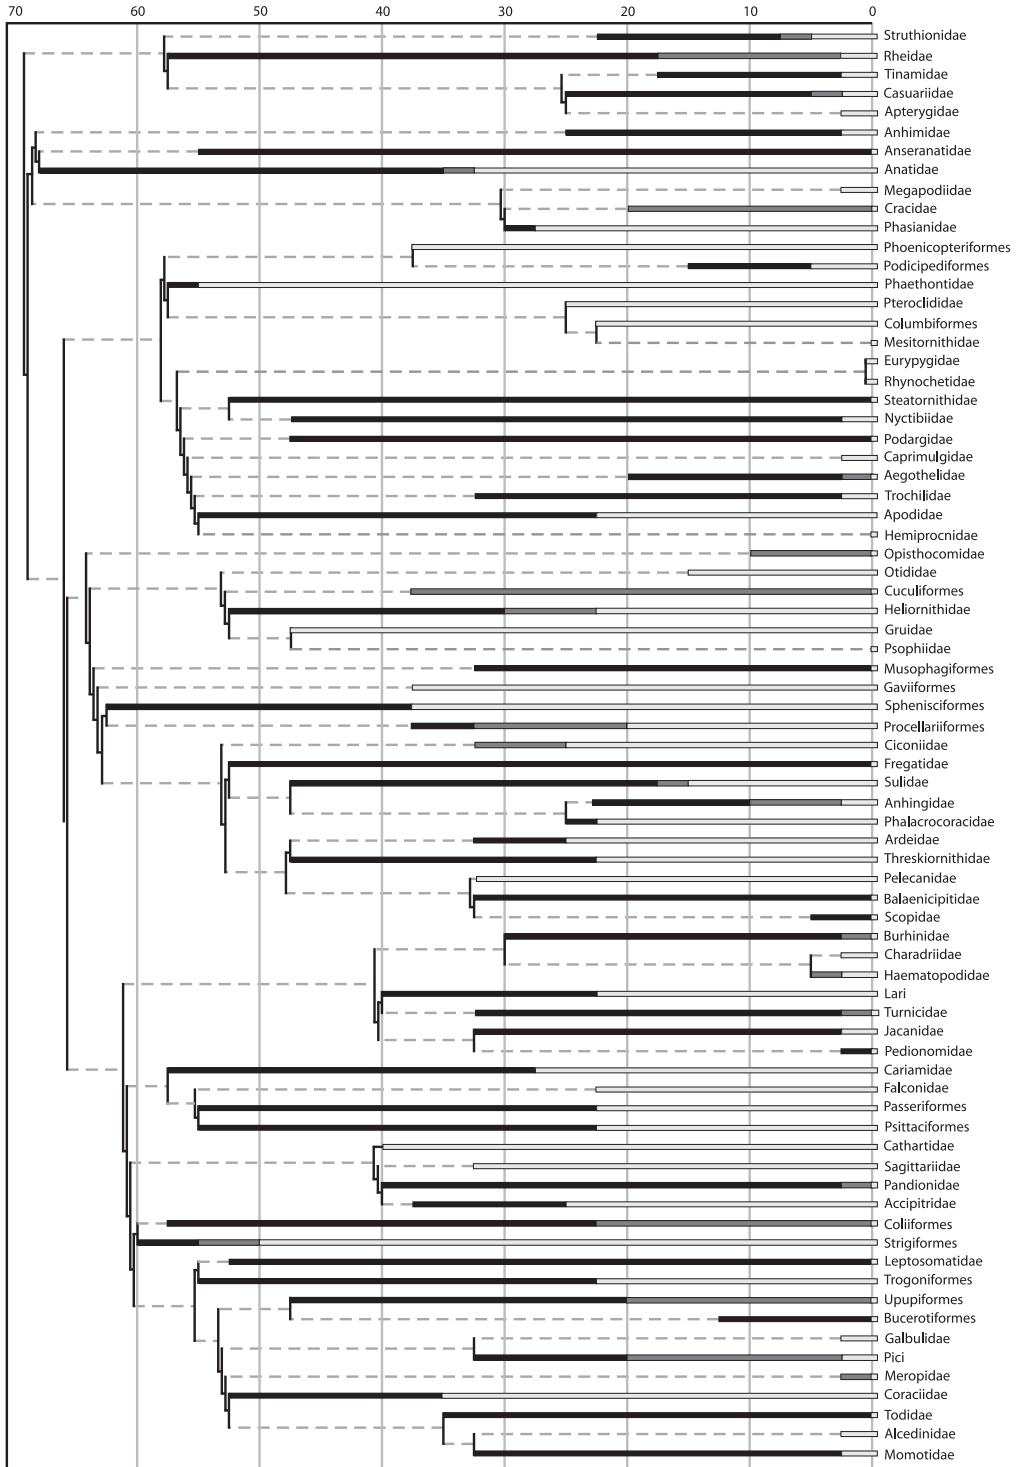 70 60 50 40 30 20 10 0
Struthionidae
Rheidae
Tinamidae
Casuariidae
Apterygidae
Anhimidae
Anseranatidae
Anatidae
Megapodiidae
Cracidae
Phasianidae
Phoenicopteriformes
Podicipediformes
Phaethontidae
Pteroclididae
Columbiformes
Mesitornithidae
Eurypygidae
Rhynochetidae
Steatornithidae
Nyctibiidae
Podargidae
Caprimulgidae
Aegothelidae
Trochilidae
Apodidae
Hemiprocnidae
Opisthocomidae
Otididae
Cuculiformes
Heliornithidae
Gruidae
Psophiidae
Musophagiformes
Gaviiformes
Sphenisciformes
Procellariiformes
Ciconiidae
Fregatidae
Sulidae
Anhingidae
Phalacrocoracidae
Ardeidae
Threskiornithidae
Pelecanidae
Balaenicipitidae
Scopidae
Burhinidae
Charadriidae
Haematopodidae
Lari
Turnicidae
Jacanidae
Pedionomidae
Cariamidae
Falconidae
Passeriformes
Psittaciformes
Cathartidae
Sagittariidae
Pandionidae
Accipitridae
Coliiformes
Strigiformes
Leptosomatidae
Trogoniformes
Upupiformes
Bucerotiformes
Galbulidae
Pici
Meropidae
Coraciidae
Todidae
Alcedinidae
Momotidae